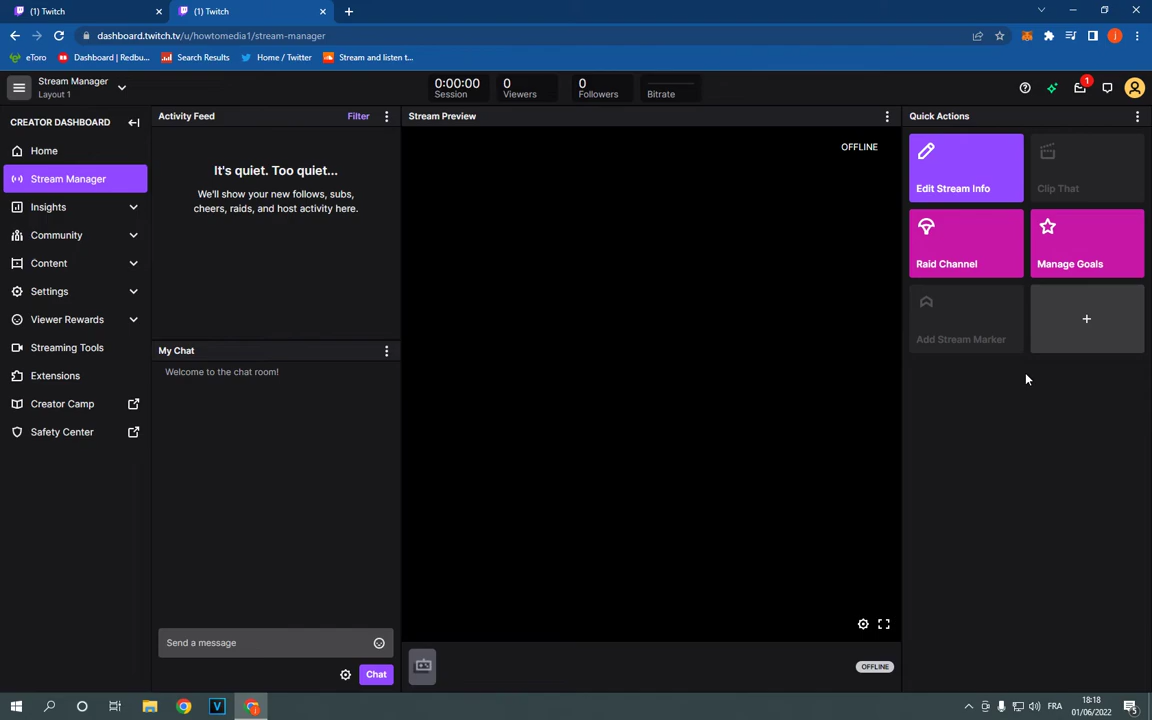 (1) Twitch
(1) Twitch
dashboard.twitch.tv/u/howtomedia1/stream-manager
eToro
Dashboard | Redbu...
Search Results
Home / Twitter
Stream and listen t...
Stream Manager
Layout 1
0:00:00
Session
0
Viewers
0
Followers
Bitrate
1
CREATOR DASHBOARD
Home
Stream Manager
Insights
Community
Content
Settings
Viewer Rewards
Streaming Tools
Extensions
Creator Camp
Safety Center
Activity Feed
Filter
It's quiet. Too quiet...
We'll show your new follows, subs,
cheers, raids, and host activity here.
My Chat
Welcome to the chat room!
Send a message
Chat
Stream Preview
OFFLINE
OFFLINE
Quick Actions
Edit Stream Info
Clip That
Raid Channel
Manage Goals
Add Stream Marker
+
FRA
18:18
01/06/2022
5